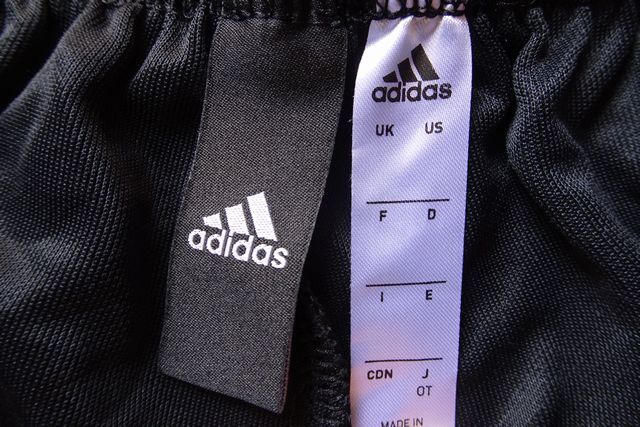 adidas
adidas
UK US
F D
I E
CDN J
OT
MADE IN